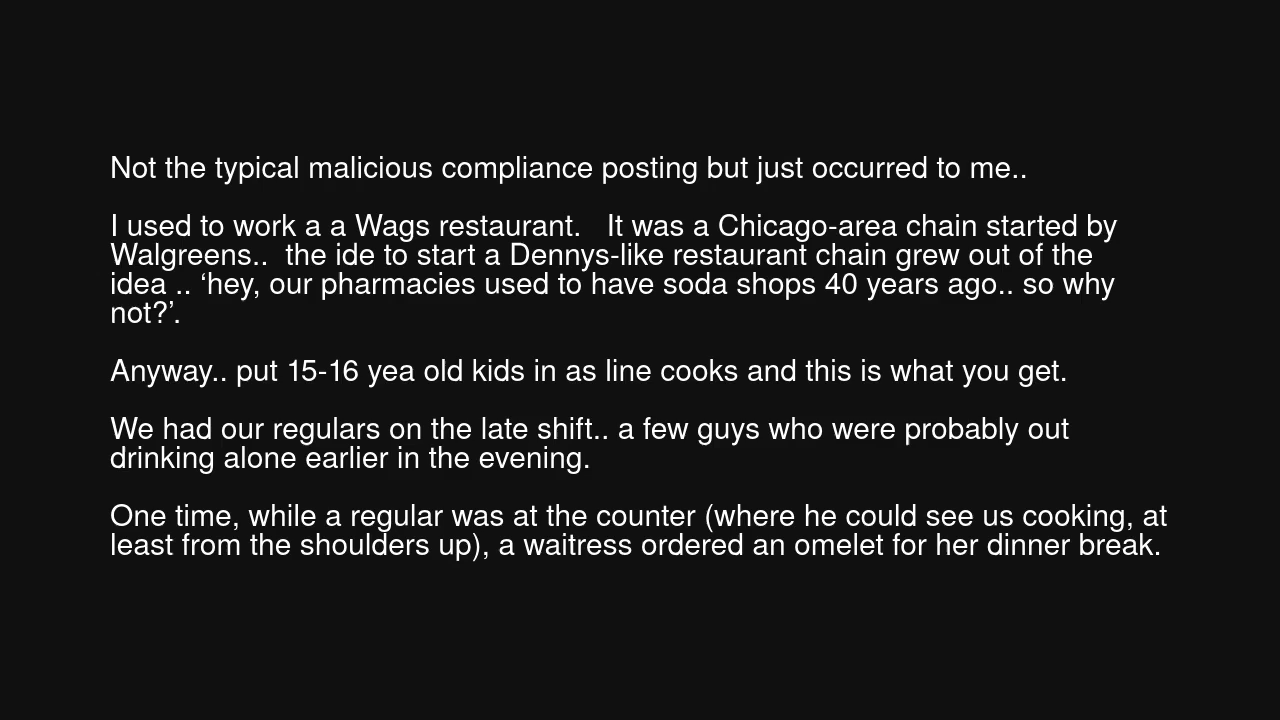 Not the typical malicious compliance posting but just occurred to me..
I used to work a a Wags restaurant.   It was a Chicago-area chain started by
Walgreens..  the ide to start a Dennys-like restaurant chain grew out of the
idea .. ‘hey, our pharmacies used to have soda shops 40 years ago.. so why
not?’.
Anyway.. put 15-16 yea old kids in as line cooks and this is what you get.
We had our regulars on the late shift.. a few guys who were probably out
drinking alone earlier in the evening.
One time, while a regular was at the counter (where he could see us cooking, at
least from the shoulders up), a waitress ordered an omelet for her dinner break.